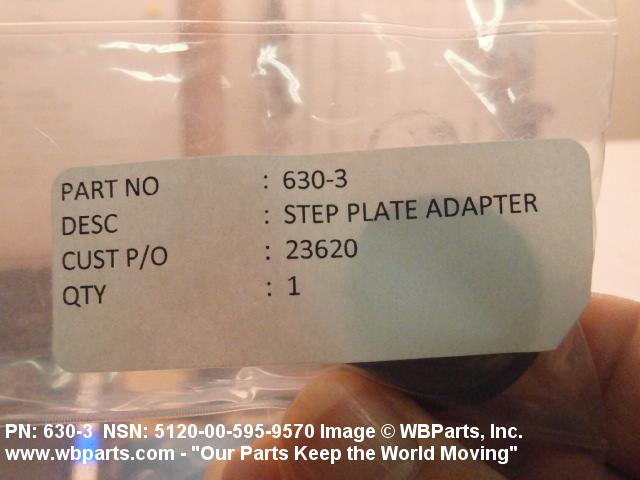 PART NO : 630-3
DESC : STEP PLATE ADAPTER
CUST P/O : 23620
QTY : 1
PN: 630-3 NSN: 5120-00-595-9570 Image © WBParts, Inc.
www.wbparts.com - "Our Parts Keep the World Moving"